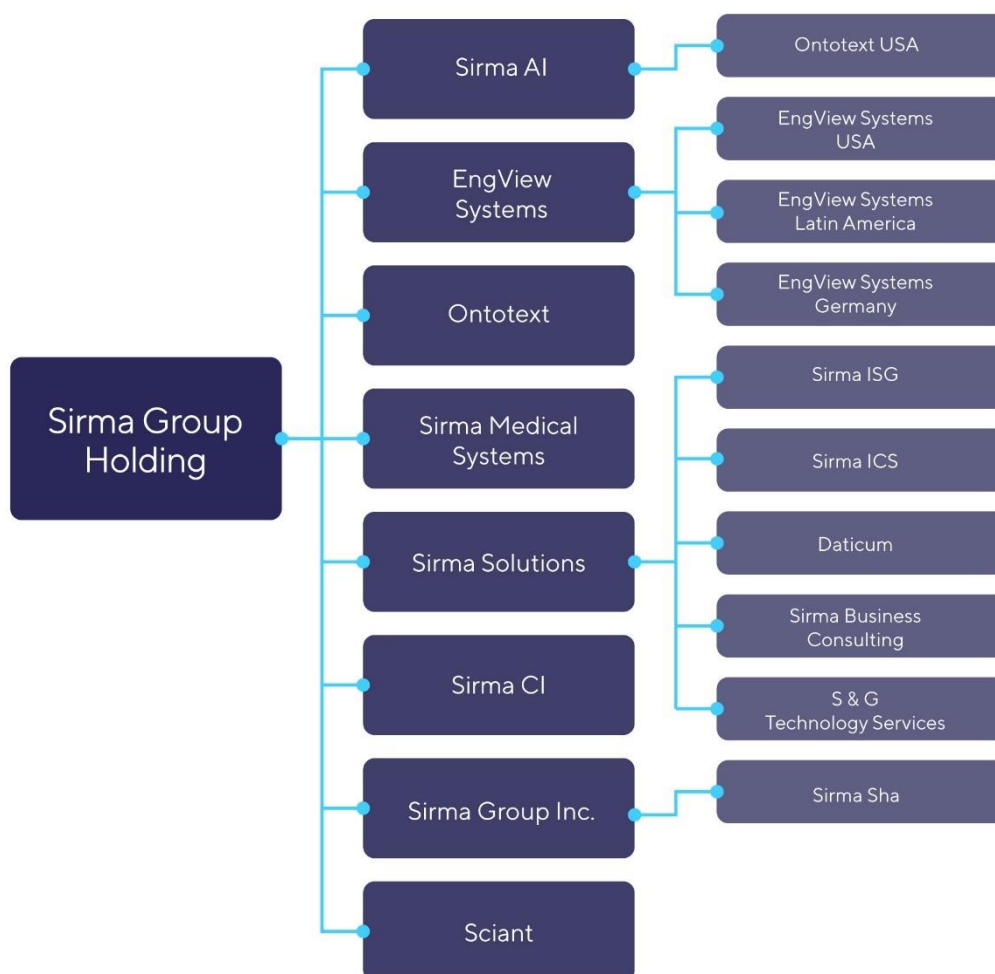 Sirma Group
Holding
Sirma AI
EngView
Systems
Ontotext
Sirma Medical
Systems
Sirma Solutions
Sirma CI
Sirma Group Inc.
Sciant
Ontotext USA
EngView Systems
USA
EngView Systems
Latin America
EngView Systems
Germany
Sirma ISG
Sirma ICS
Daticum
Sirma Business
Consulting
S & G
Technology Services
Sirma Sha